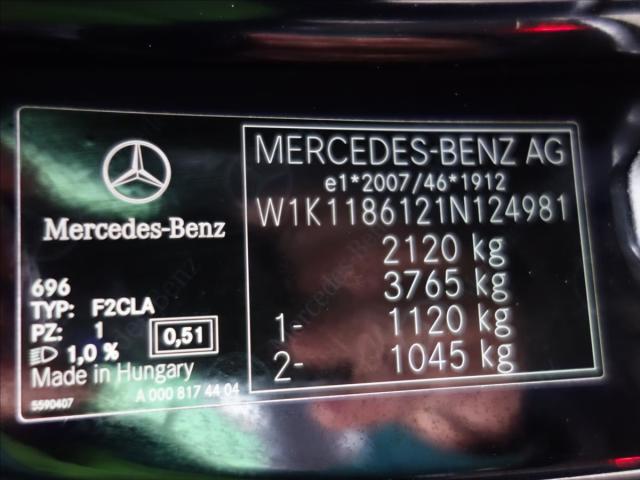 Mercedes-Benz
696
TYP: F2CLA
PZ: 1
1,0 %
0,51
Made in Hungary
5590407
A 000 817 44 04
MERCEDES-BENZ AG
e1*2007/46*1912
W1K1186121N124981
2120 kg
3765 kg
1- 1120 kg
2- 1045 kg